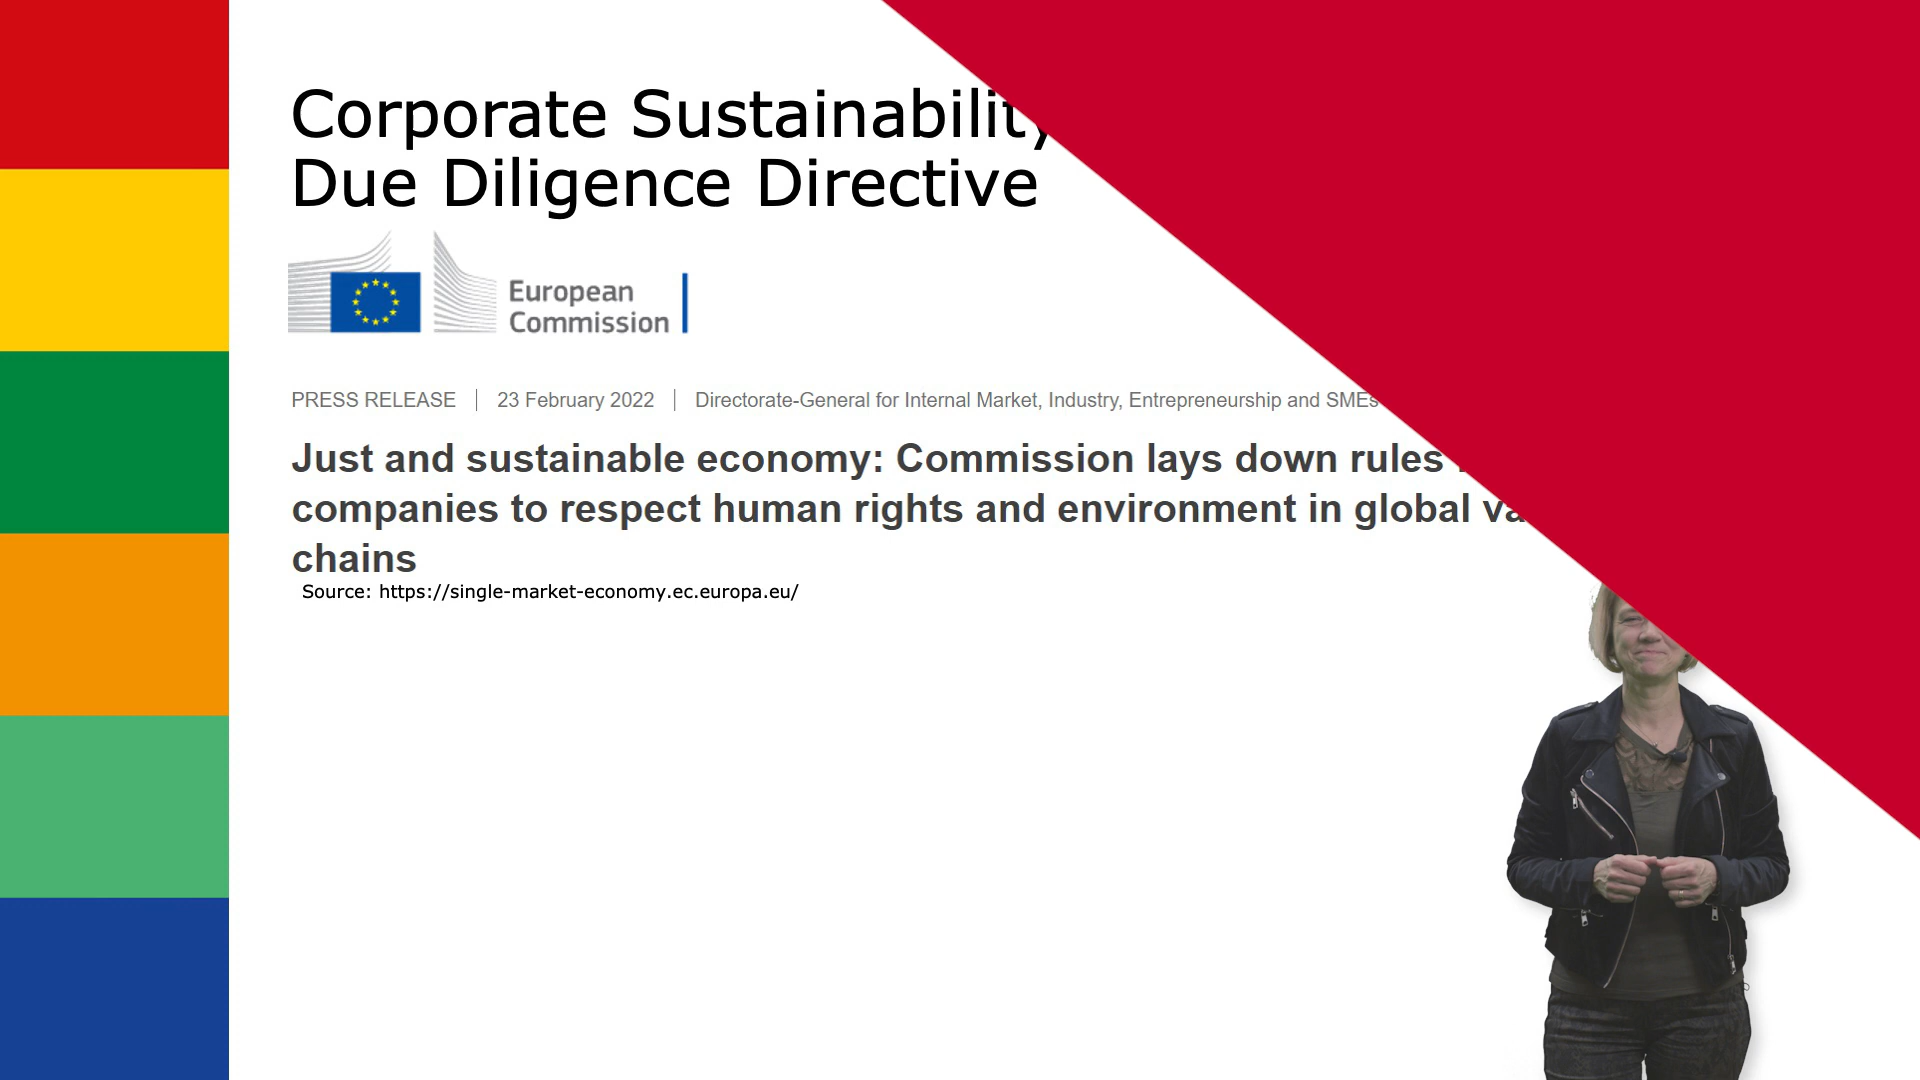 Corporate Sustainability
Due Diligence Directive
European
Commission
PRESS RELEASE | 23 February 2022 | Directorate-General for Internal Market, Industry, Entrepreneurship and SMEs
Just and sustainable economy: Commission lays down rules
companies to respect human rights and environment in global
chains
Source: https://single-market-economy.ec.europa.eu/